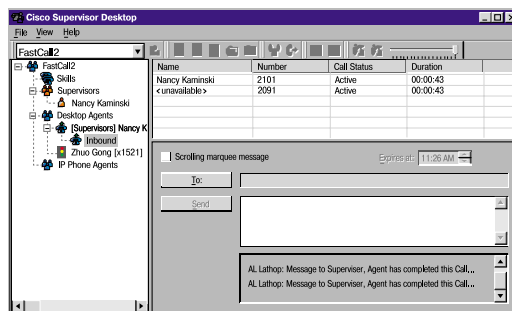 Cisco Supervisor Desktop
File View Help
FastCall2
FastCall2
Skills
Supervisors
Nancy Kaminski
Desktop Agents
[Supervisors] Nancy K
Inbound
Zhuo Gong [x1521]
IP Phone Agents
Name Number Call Status Duration
Nancy Kaminski 2101 Active 00:00:43
<unavailable> 2091 Active 00:00:43
Scrolling marquee message Expires at: 11:26 AM
To:
Send
AL Lathop: Message to Superviser, Agent has completed this Call,,,
AL Lathop: Message to Superviser, Agent has completed this Call,,,